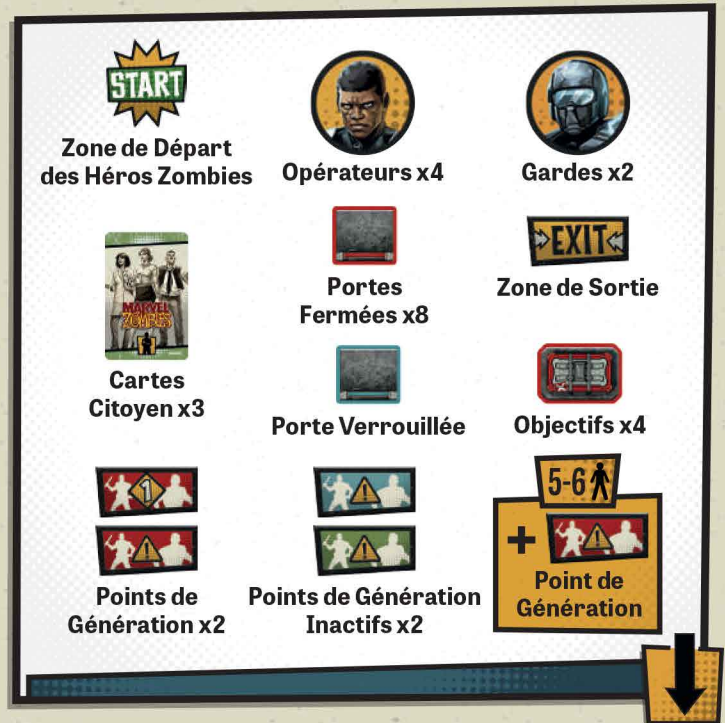 START
Zone de Départ
des Héros Zombies
Opérateurs x4
Gardes x2
MARVEL
ZOMBIES
Cartes
Citoyen x3
Portes
Fermées x8
EXIT
Zone de Sortie
Porte Verrouillée
Objectifs x4
1
Points de
Génération x2
Points de Génération
Inactifs x2
5-6
+
Point de
Génération